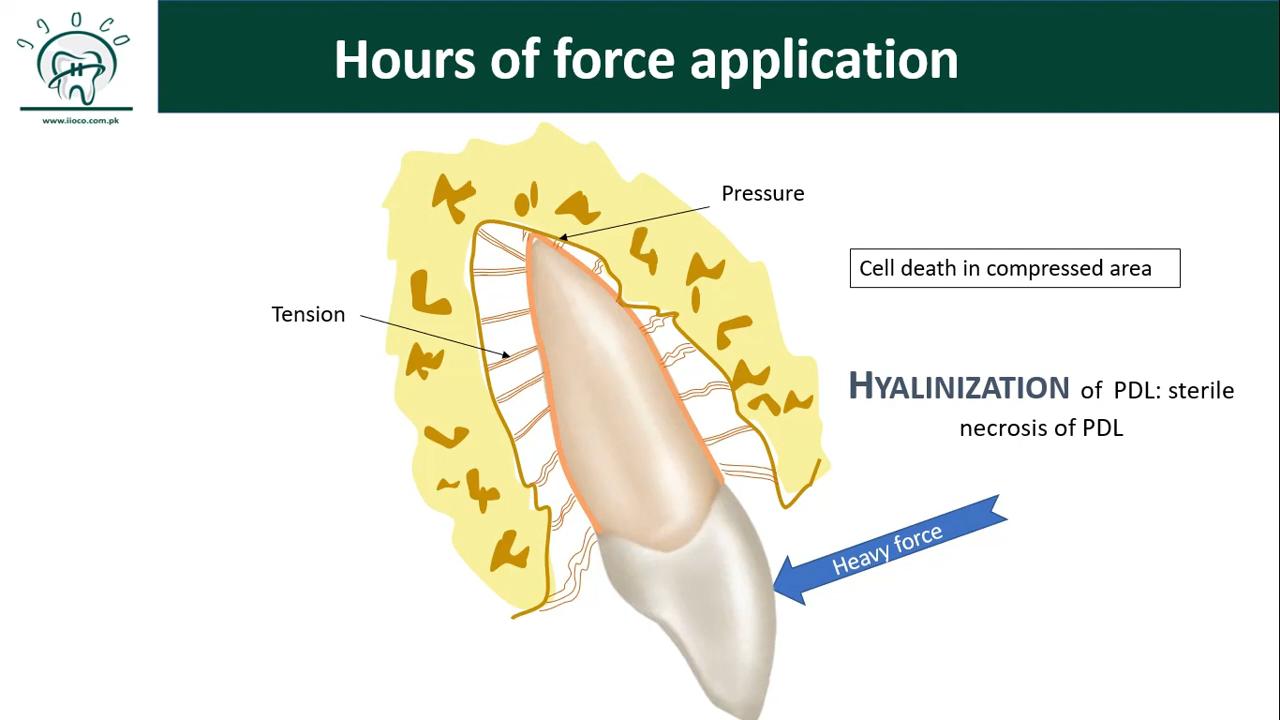 IJOCO
www.iioco.com.pk
Hours of force application
Pressure
Cell death in compressed area
Tension
HYALINIZATION of PDL: sterile
necrosis of PDL
Heavy force